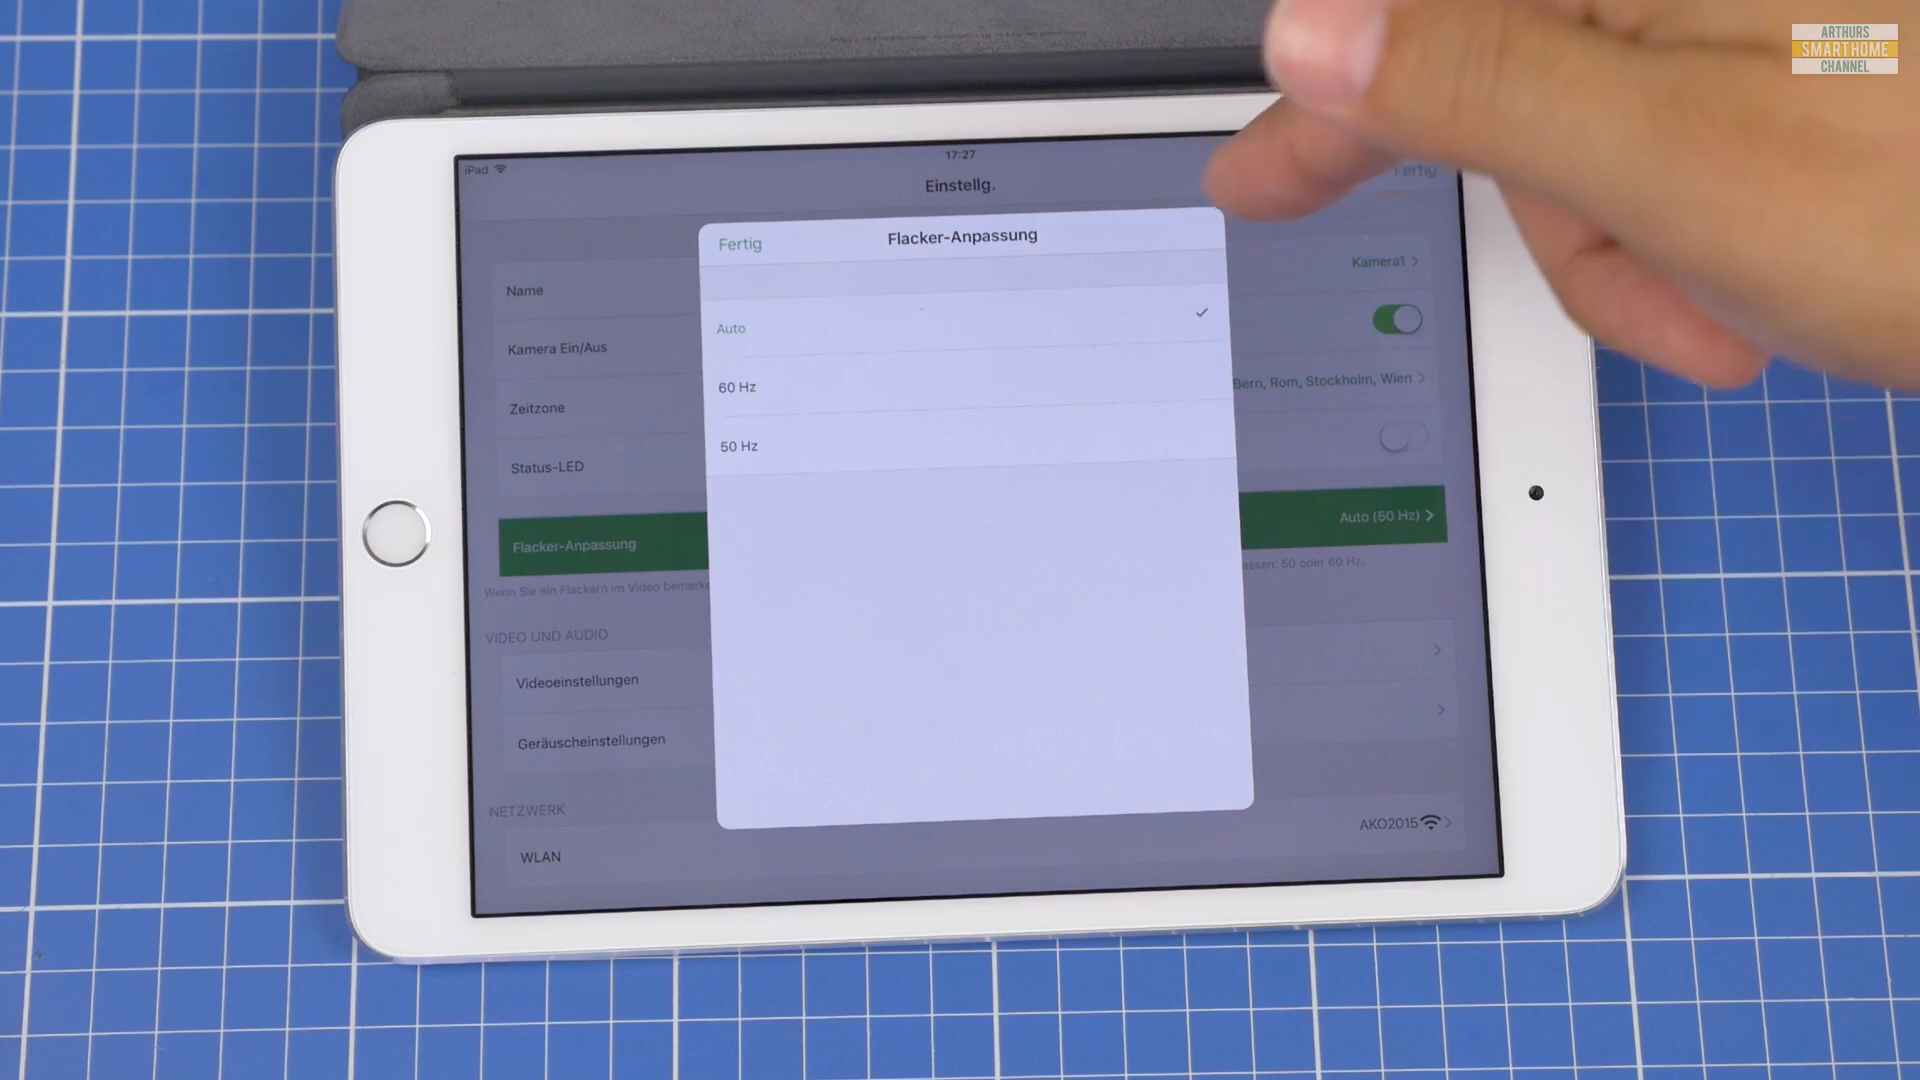 ARTHURS
SMART HOME
CHANNEL
iPad
17:27
Einstellg.
Fertig
Fertig
Flacker-Anpassung
Name
Kamera1
Auto
Kamera Ein/Aus
60 Hz
Zeitzone
Bern, Rom, Stockholm, Wien
50 Hz
Status-LED
Flacker-Anpassung
Auto (50 Hz)
Wenn Sie ein Flackern im Video
assen: 50 oder 60 Hz.
VIDEO UND AUDIO
Videoeinstellungen
Geräuscheinstellungen
NETZWERK
WLAN
AKO2015